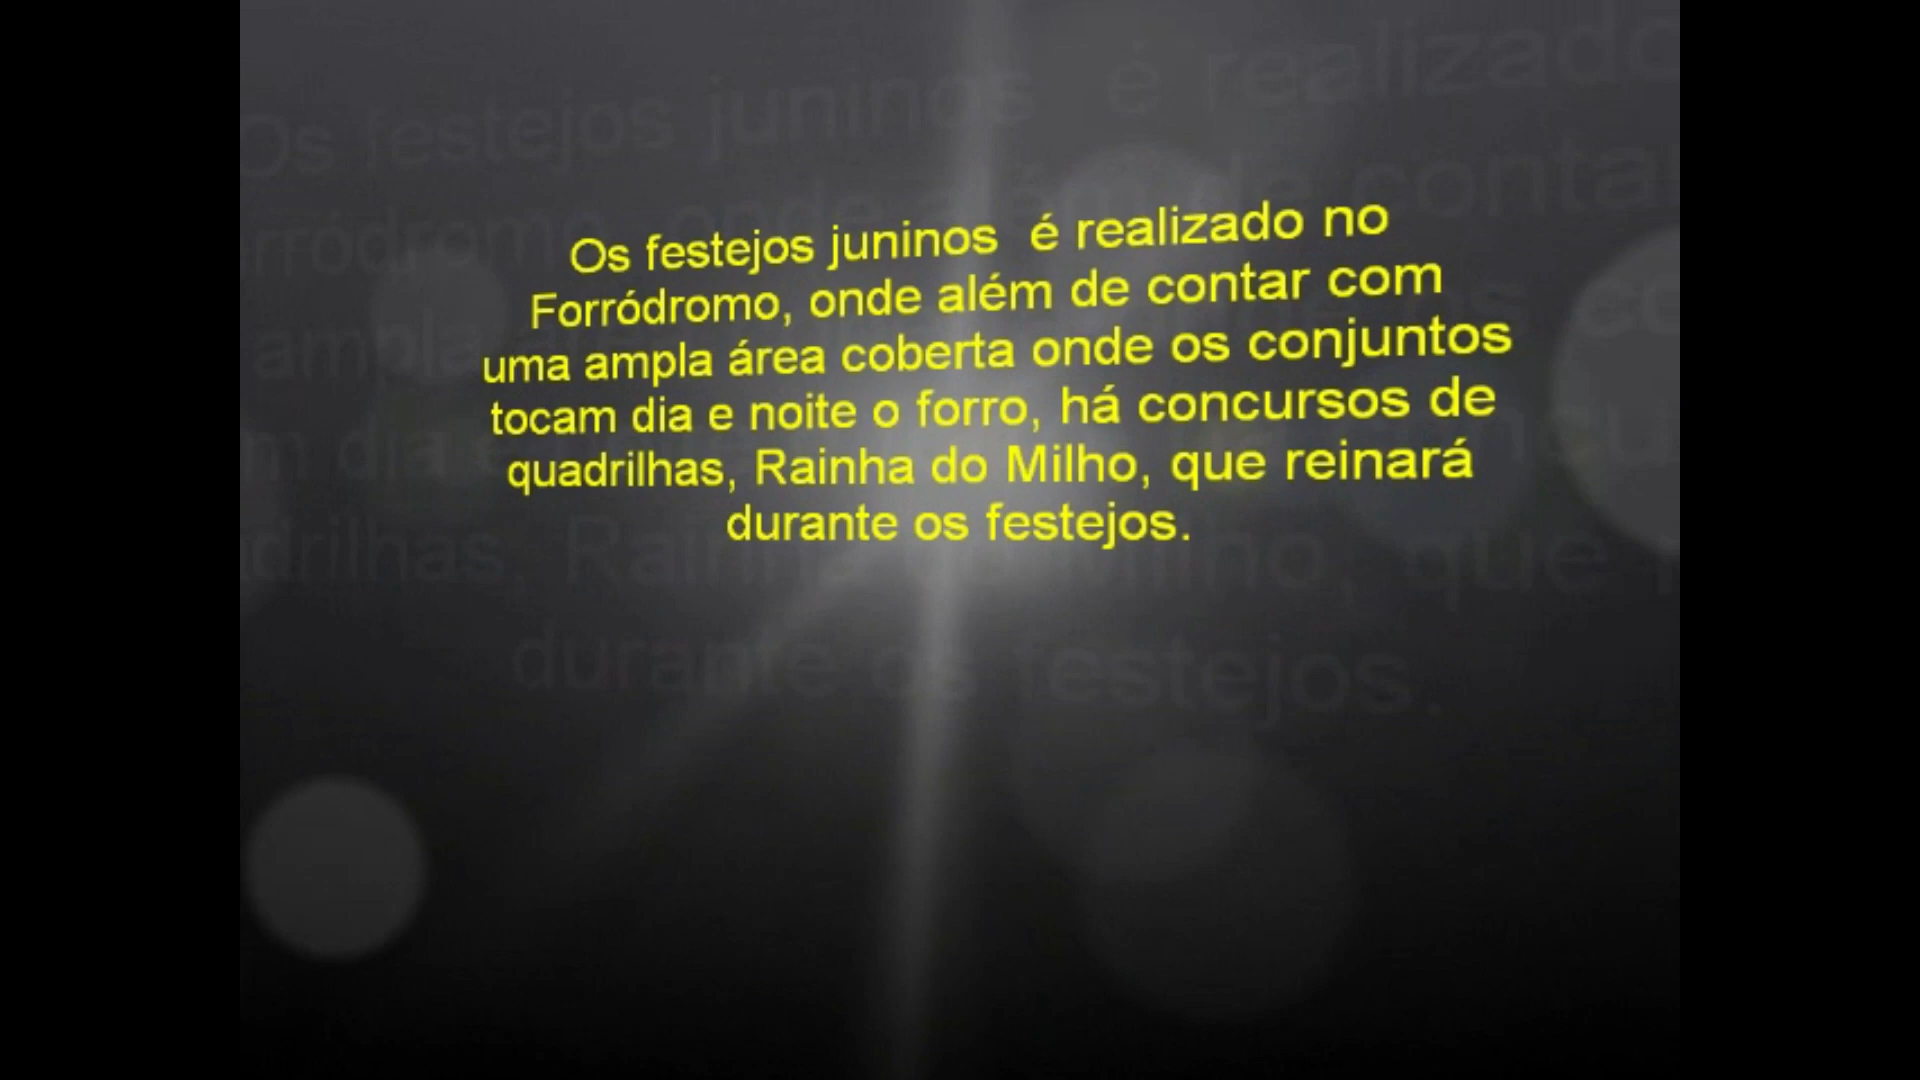 Os festejos juninos é realizado no
Forródromo, onde além de contar com
uma ampla área coberta onde os conjuntos
tocam dia e noite o forro, há concursos de
quadrilhas, Rainha do Milho, que reinará
durante os festejos.